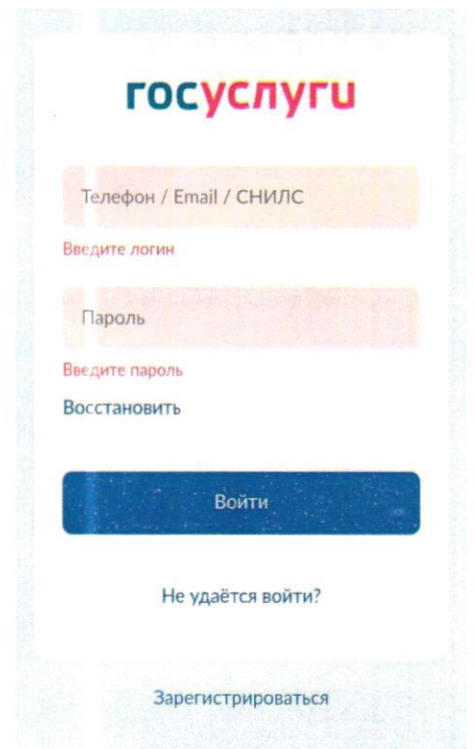 госуслуги
Телефон / Email / СНИЛС
Введите логин
Пароль
Введите пароль
Восстановить
Войти
Не удаётся войти?
Зарегистрироваться